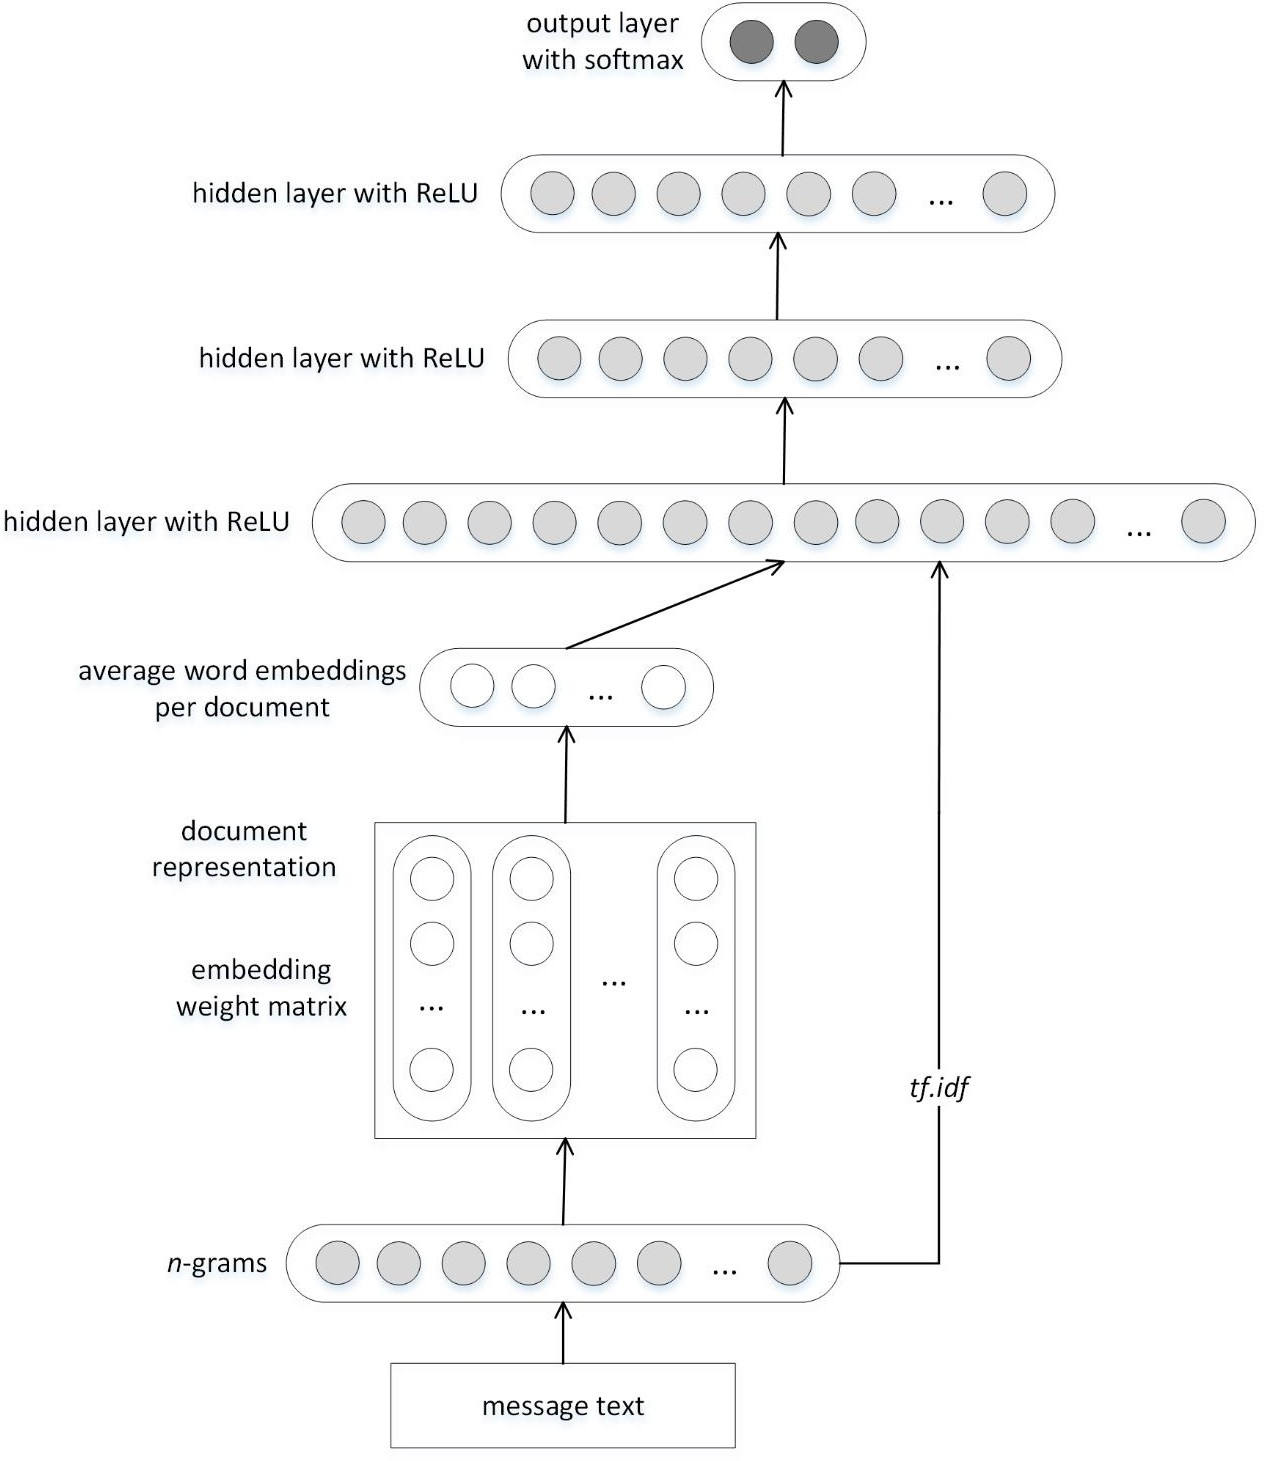 output layer
with softmax
hidden layer with ReLU
...
hidden layer with ReLU
...
hidden layer with ReLU
...
average word embeddings
per document
...
document
representation
embedding
weight matrix
... ... ... ...
tf.idf
n-grams
...
message text